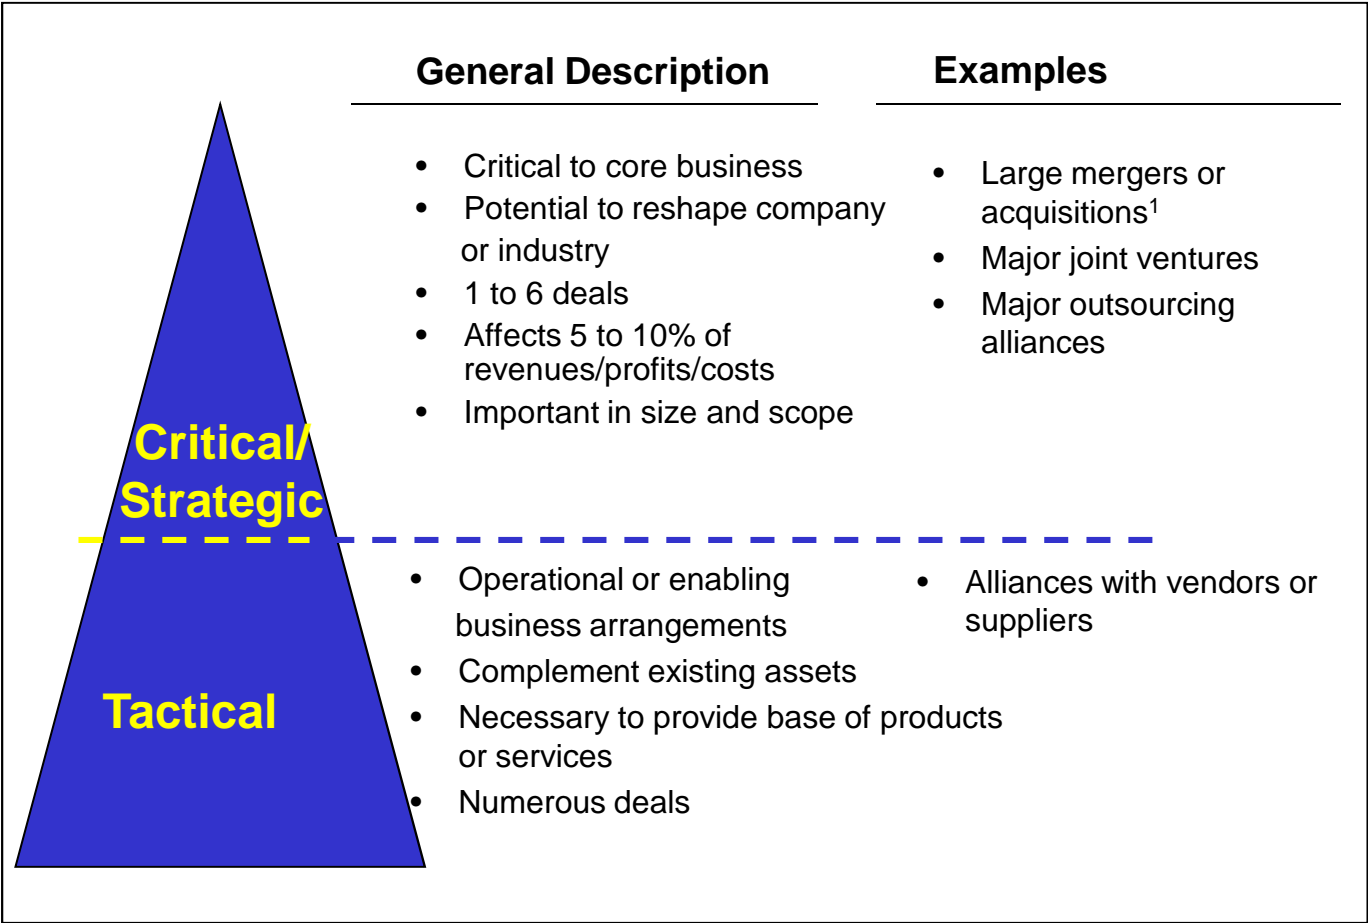 General Description
Examples
• Critical to core business
• Potential to reshape company
or industry
• 1 to 6 deals
• Affects 5 to 10% of
revenues/profits/costs
• Important in size and scope
• Large mergers or
acquisitions¹
• Major joint ventures
• Major outsourcing
alliances
Critical/
Strategic
• Operational or enabling
business arrangements
• Complement existing assets
• Necessary to provide base of products
or services
• Numerous deals
• Alliances with vendors or
suppliers
Tactical